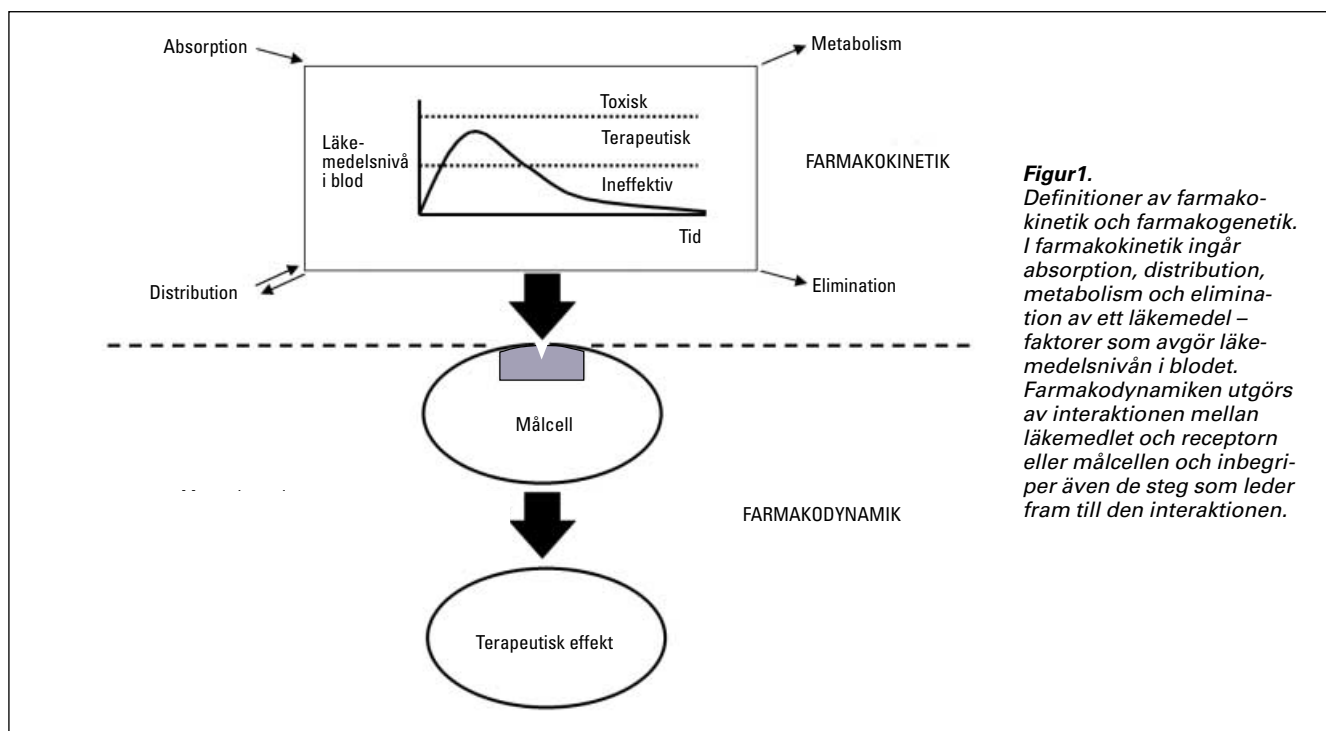 Absorption
Metabolism
Toxisk
Läke-
medelsnivå
i blod
Terapeutisk
Ineffektiv
Tid
FARMAKOKINETIK
Distribution
Elimination
Målcell
FARMAKODYNAMIK
Terapeutisk effekt
Figur1.
Definitioner av farmako-
kinetik och farmakogenetik.
I farmakokinetik ingår
absorption, distribution,
metabolism och elimina-
tion av ett läkemedel –
faktorer som avgör läke-
medelsnivån i blodet.
Farmakodynamiken utgörs
av interaktionen mellan
läkemedlet och receptorn
eller målcellen och inbegri-
per även de steg som leder
fram till den interaktionen.